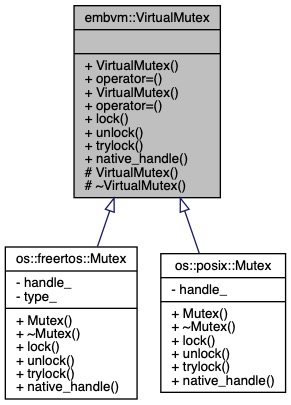 embvm::VirtualMutex
+ VirtualMutex()
+ operator=()
+ VirtualMutex()
+ operator=()
+ lock()
+ unlock()
+ trylock()
+ native_handle()
# VirtualMutex()
# ~VirtualMutex()
os::freertos::Mutex
- handle_
- type_
+ Mutex()
+ ~Mutex()
+ lock()
+ unlock()
+ trylock()
+ native_handle()
os::posix::Mutex
- handle_
+ Mutex()
+ ~Mutex()
+ lock()
+ unlock()
+ trylock()
+ native_handle()